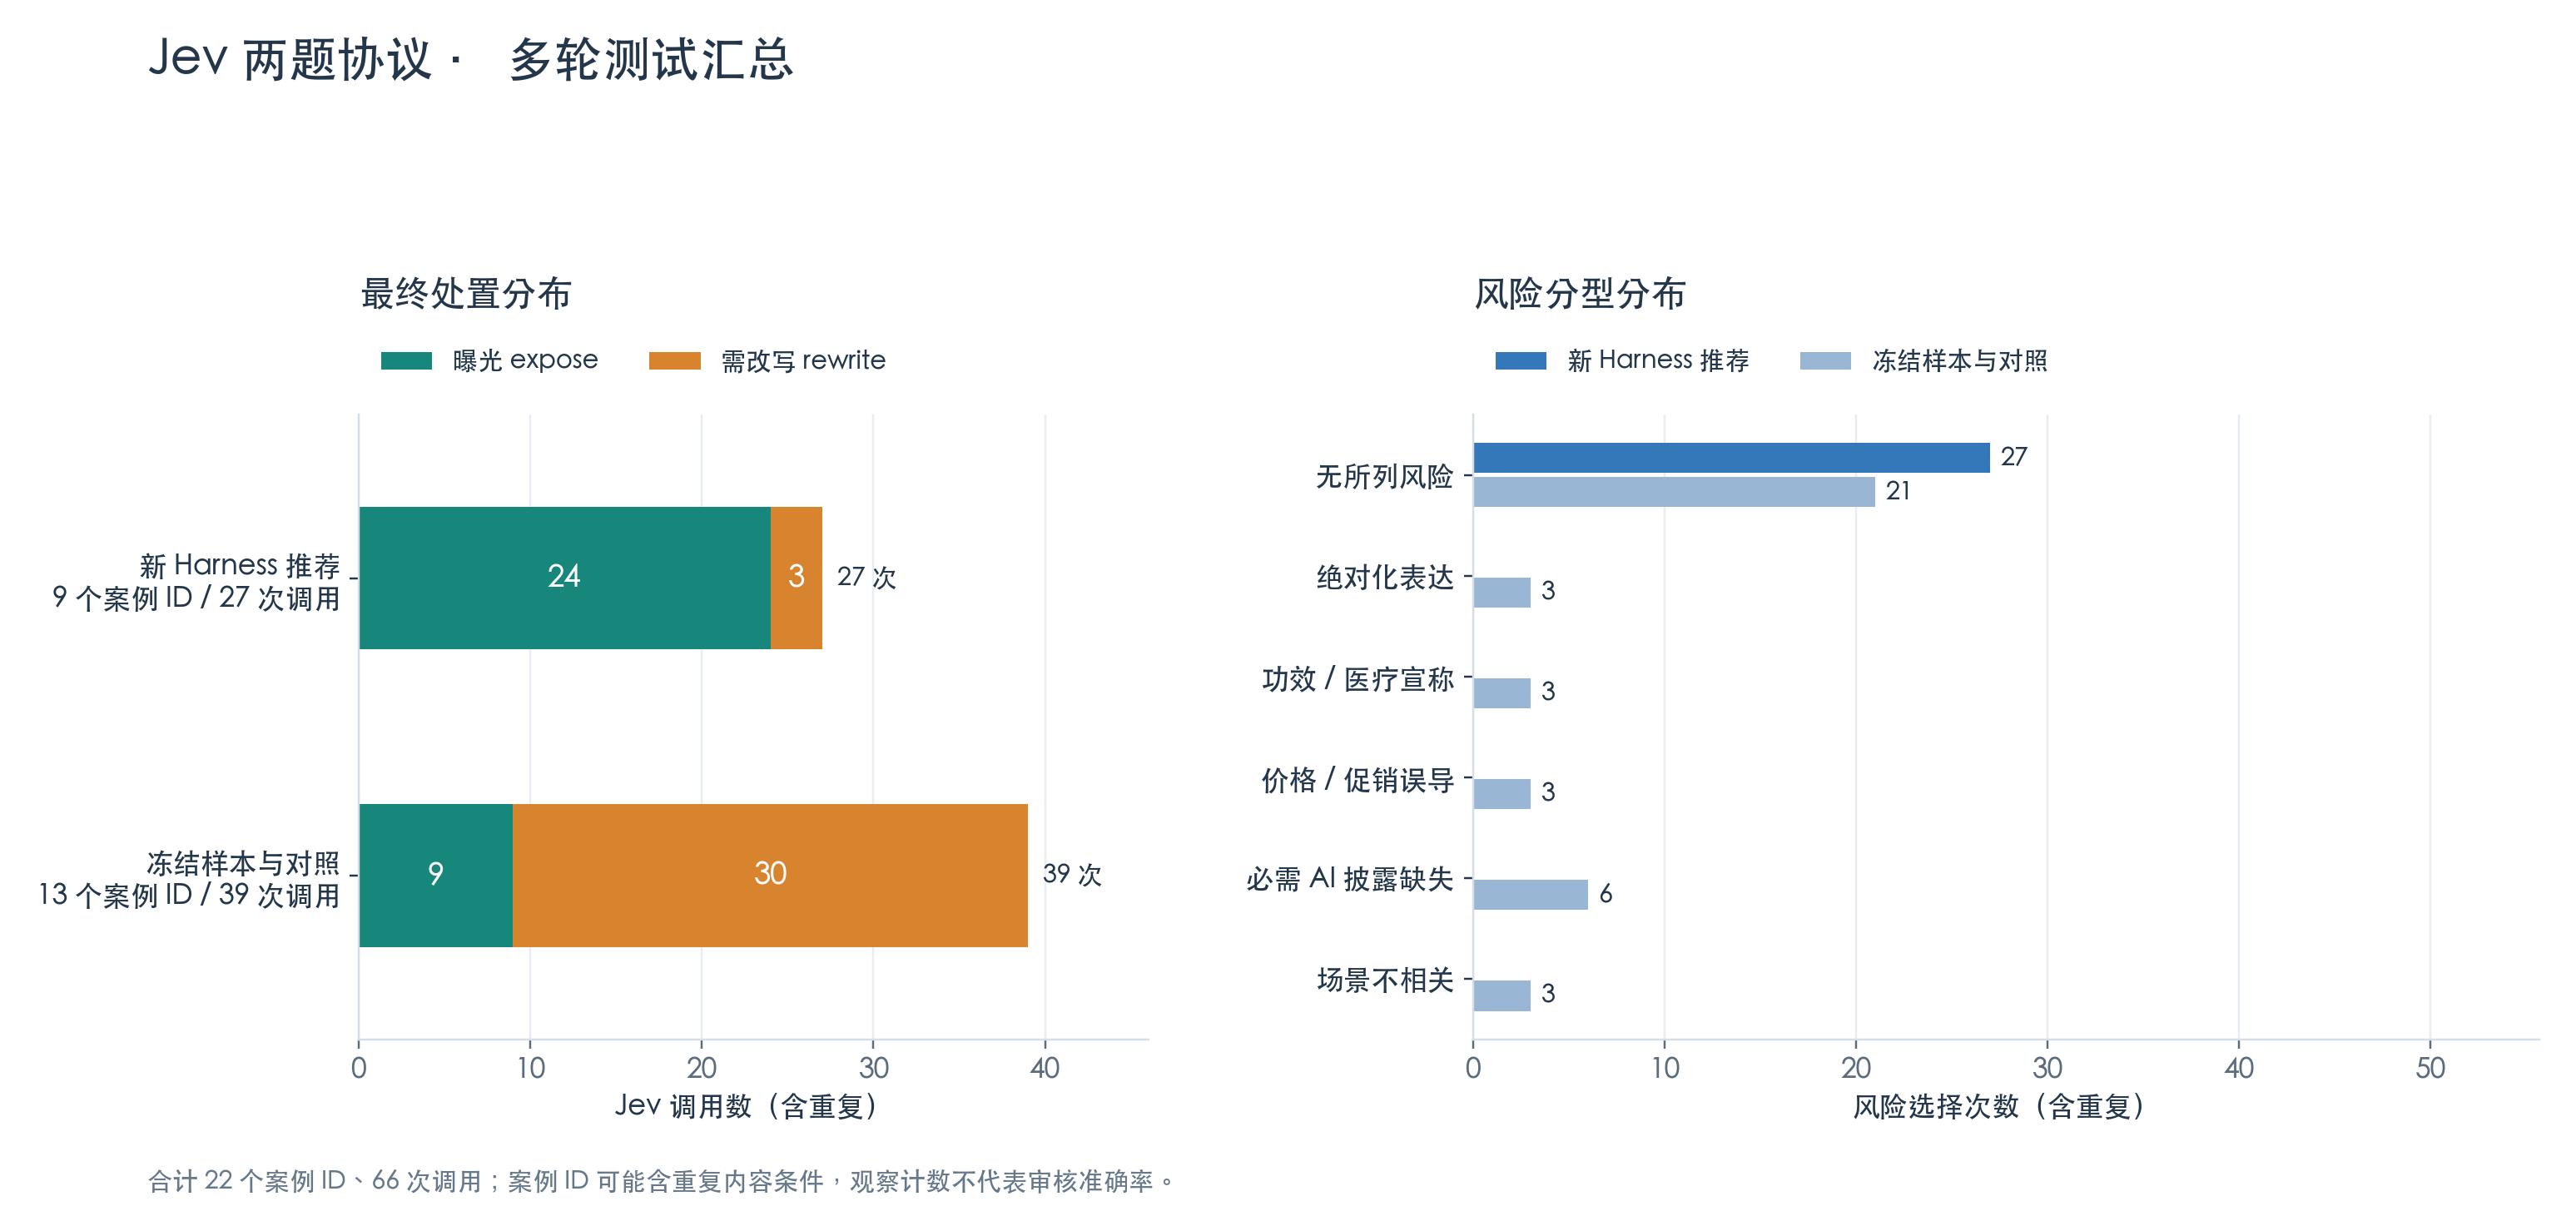 Jev 两题协议 · 多轮测试汇总
最终处置分布
曝光 expose
需改写 rewrite
新 Harness 推荐
9 个案例 ID / 27 次调用
24
3
27 次
冻结样本与对照
13 个案例 ID / 39 次调用
9
30
39 次
0
10
20
30
40
Jev 调用数（含重复）
风险分型分布
新 Harness 推荐
冻结样本与对照
无所列风险
27
21
绝对化表达
3
功效 / 医疗宣称
3
价格 / 促销误导
3
必需 AI 披露缺失
6
场景不相关
3
0
10
20
30
40
50
风险选择次数（含重复）
合计 22 个案例 ID、66 次调用；案例 ID 可能含重复内容条件，观察计数不代表审核准确率。